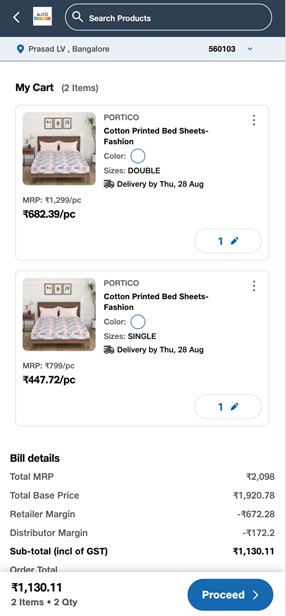 AJIO
Search Products
Prasad LV , Bangalore
560103
My Cart (2 Items)
PORTICO
Cotton Printed Bed Sheets-
Fashion
Color:
Sizes: DOUBLE
Delivery by Thu, 28 Aug
MRP: ₹1,299/pc
₹682.39/pc
1
PORTICO
Cotton Printed Bed Sheets-
Fashion
Color:
Sizes: SINGLE
Delivery by Thu, 28 Aug
MRP: ₹799/pc
₹447.72/pc
1
Bill details
Total MRP ₹2,098
Total Base Price ₹1,920.78
Retailer Margin -₹672.28
Distributor Margin -₹172.2
Sub-total (incl of GST) ₹1,130.11
Order Total
₹1,130.11
2 Items • 2 Qty
Proceed